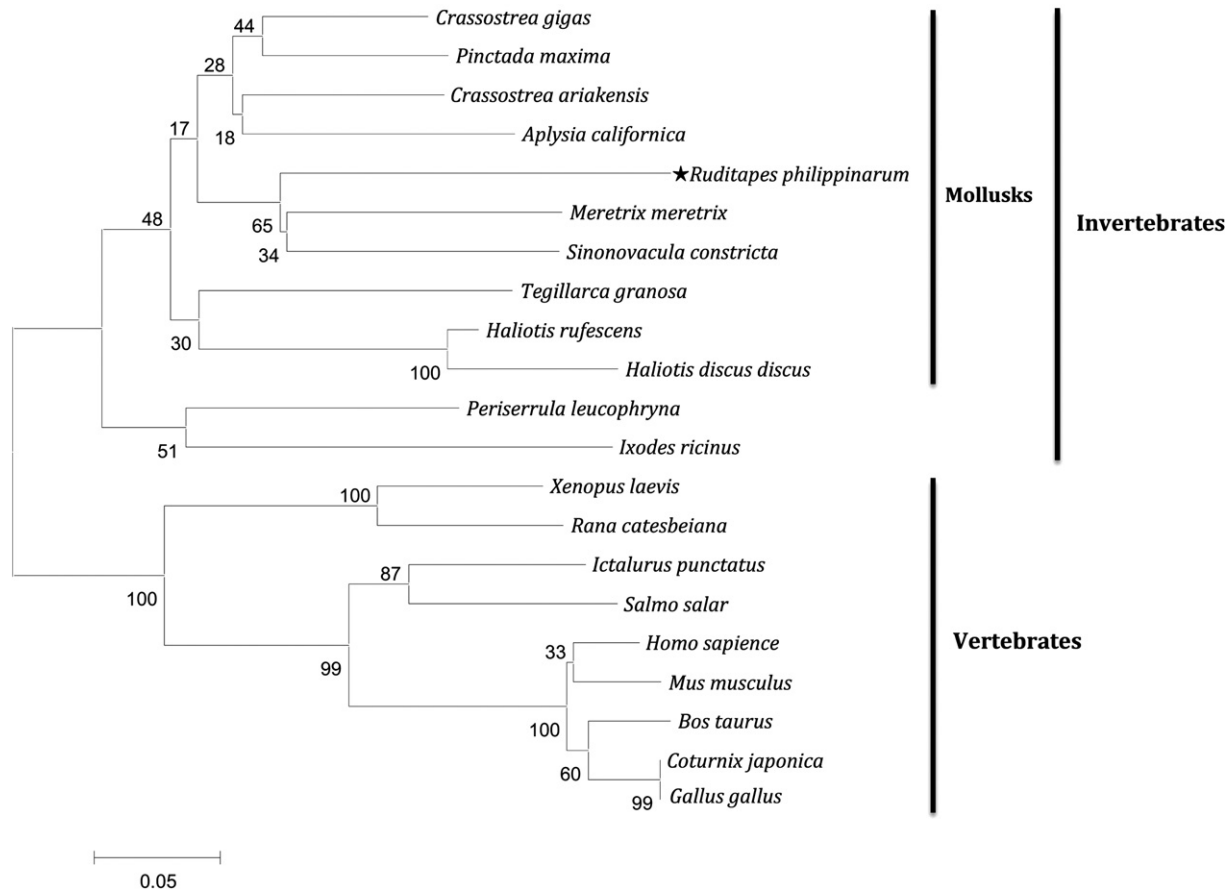 Crassostrea gigas
44
Pinctada maxima
28
Crassostrea ariakensis
17
18
Aplysia californica
★Ruditapes philippinarum
Mollusks
48
65
Meretrix meretrix
Invertebrates
34
Sinonovacula constricta
Tegillarca granosa
30
Haliotis rufescens
100
Haliotis discus discus
Periserrula leucophryna
51
Ixodes ricinus
Xenopus laevis
100
Rana catesbeiana
Ictalurus punctatus
87
100
Salmo salar
Homo sapience
33
Vertebrates
99
Mus musculus
Bos taurus
100
Coturnix japonica
60
Gallus gallus
99
0.05